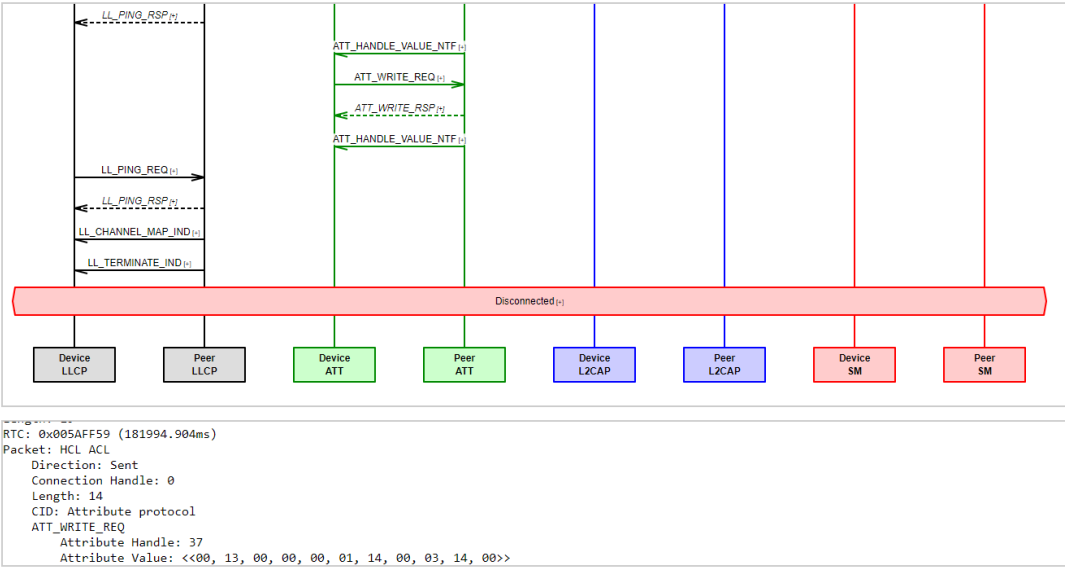 LL_PING_RSP[+]
ATT_HANDLE_VALUE_NTF[+]
ATT_WRITE_REQ[+]
ATT_WRITE_RSP[+]
ATT_HANDLE_VALUE_NTF[+]
LL_PING_REQ[+]
LL_PING_RSP[+]
LL_CHANNEL_MAP_IND[+]
LL_TERMINATE_IND[+]
Disconnected[+]
Device LLCP
Peer LLCP
Device ATT
Peer ATT
Device L2CAP
Peer L2CAP
Device SM
Peer SM
RTC: 0x005AFF59 (181994.904ms)
Packet: HCL ACL
Direction: Sent
Connection Handle: 0
Length: 14
CID: Attribute protocol
ATT_WRITE_REQ
Attribute Handle: 37
Attribute Value: <<00, 13, 00, 00, 00, 01, 14, 00, 03, 14, 00>>